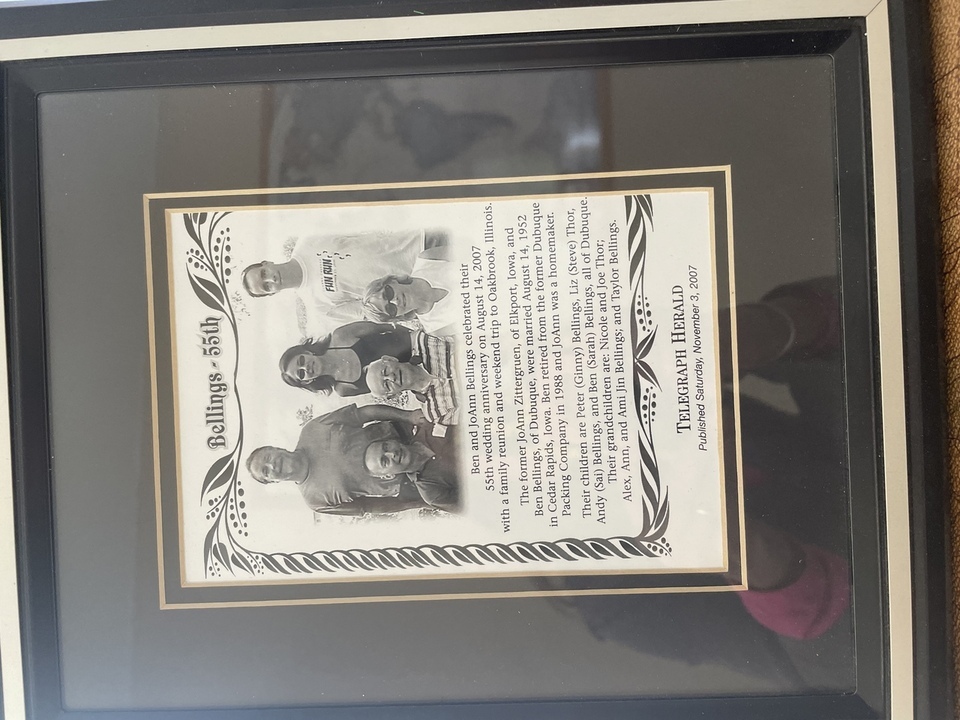 Bellings - 55th
FUN RUN
Ben and JoAnn Bellings celebrated their
55th wedding anniversary on August 14, 2007
with a family reunion and weekend trip to Oakbrook, Illinois.
The former JoAnn Zittergruen, of Elkport, Iowa, and
Ben Bellings, of Dubuque, were married August 14, 1952
in Cedar Rapids, Iowa. Ben retired from the former Dubuque
Packing Company in 1988 and JoAnn was a homemaker.
Their children are Peter (Ginny) Bellings, Liz (Steve) Thor,
Andy (Sai) Bellings, and Ben (Sarah) Bellings, all of Dubuque.
Their grandchildren are: Nicole and Joe Thor;
Alex, Ann, and Ami Jin Bellings; and Taylor Bellings.
TELEGRAPH HERALD
Published Saturday, November 3, 2007